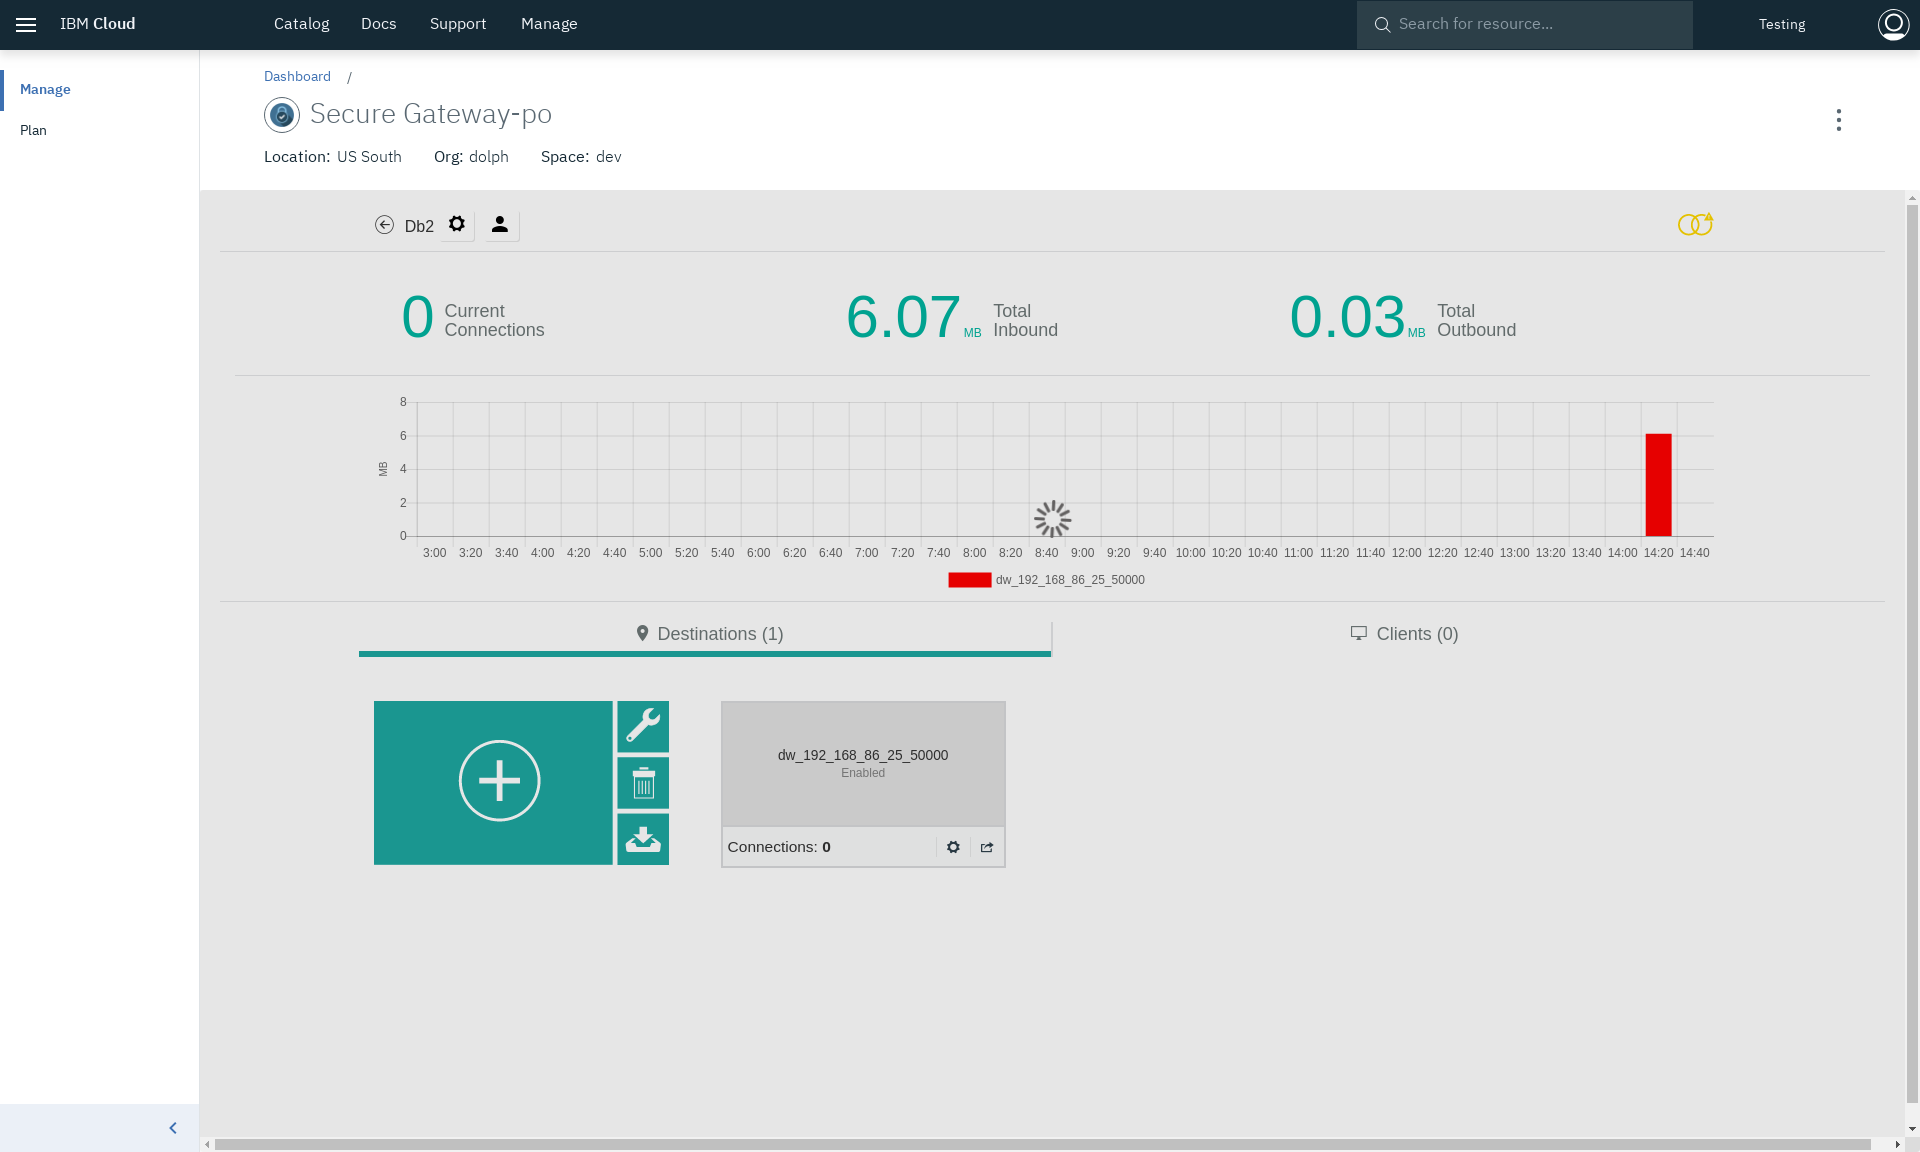 IBM Cloud Catalog Docs Support Manage Search for resource... Testing
Manage
Plan
Dashboard /
Secure Gateway-po
Location: US South Org: dolph Space: dev
Db2
0 Current Connections
6.07 MB Total Inbound
0.03 MB Total Outbound
8
6
4
2
0
MB
3:00 3:20 3:40 4:00 4:20 4:40 5:00 5:20 5:40 6:00 6:20 6:40 7:00 7:20 7:40 8:00 8:20 8:40 9:00 9:20 9:40 10:00 10:20 10:40 11:00 11:20 11:40 12:00 12:20 12:40 13:00 13:20 13:40 14:00 14:20 14:40
dw_192_168_86_25_50000
Destinations (1)
Clients (0)
dw_192_168_86_25_50000
Enabled
Connections: 0